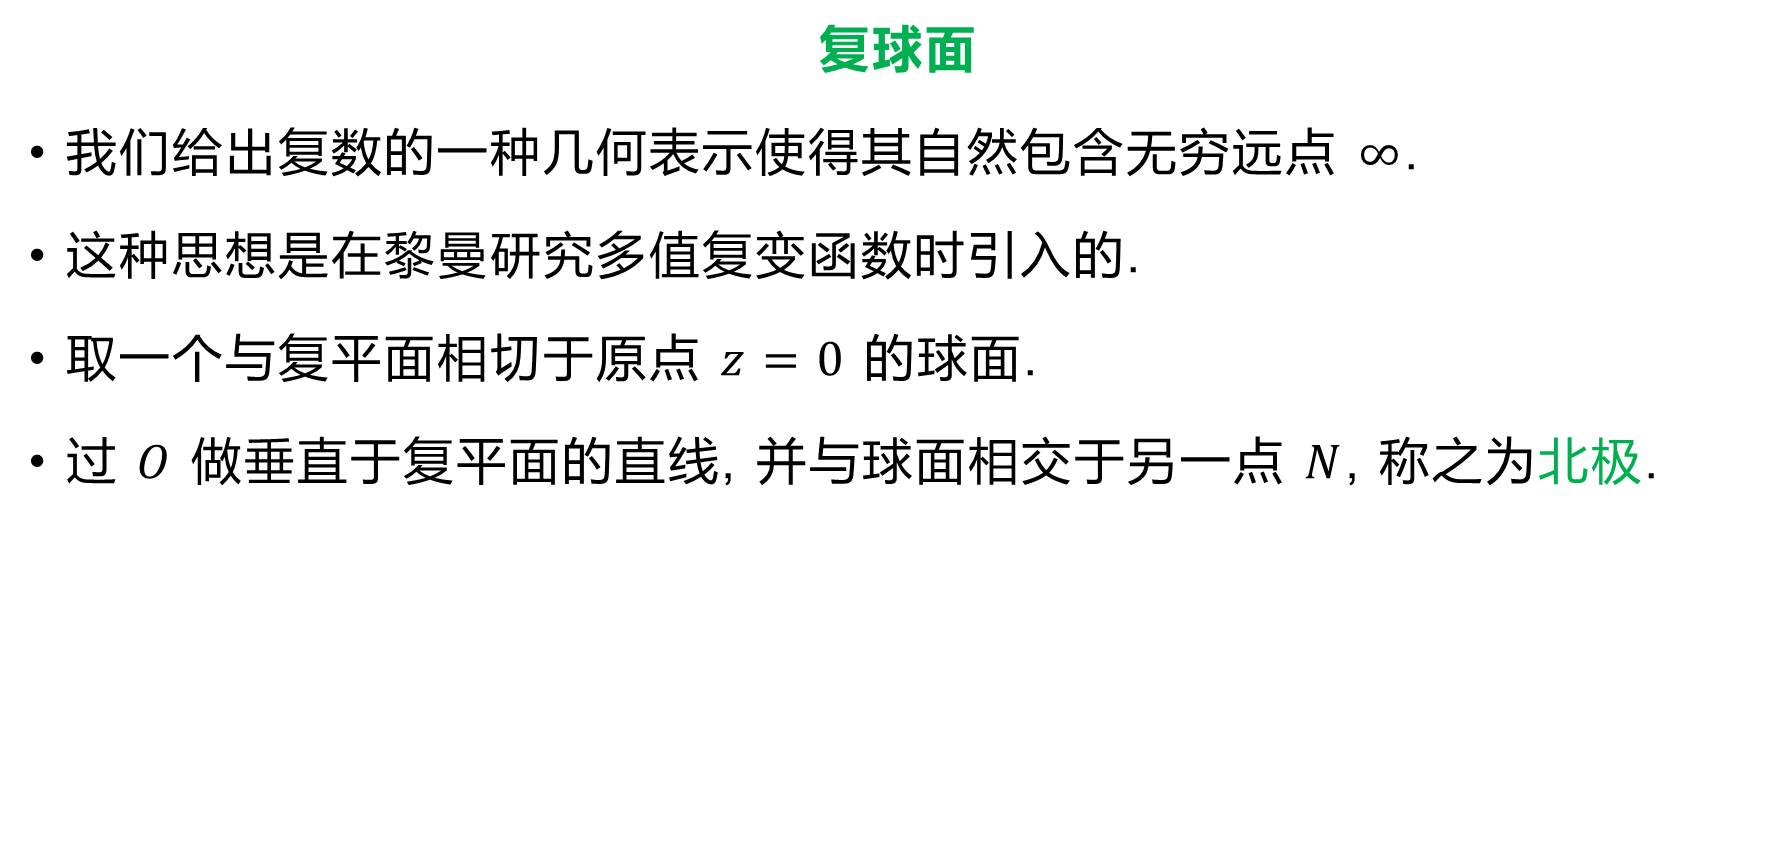 复球面
• 我们给出复数的一种几何表示使得其自然包含无穷远点 ∞.
• 这种思想是在黎曼研究多值复变函数时引入的.
• 取一个与复平面相切于原点 z = 0 的球面.
• 过 O 做垂直于复平面的直线, 并与球面相交于另一点 N, 称之为北极.